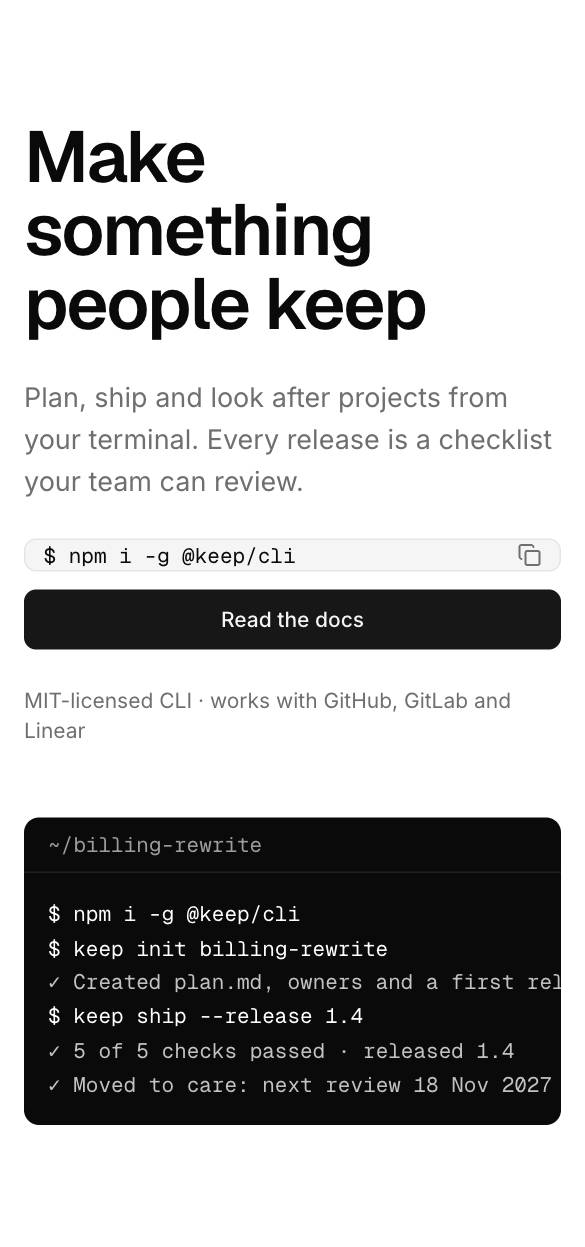 Make
something
people keep
Plan, ship and look after projects from
your terminal. Every release is a checklist
your team can review.
$ npm i -g @keep/cli
Read the docs
MIT-licensed CLI · works with GitHub, GitLab and
Linear
~/billing-rewrite
$ npm i -g @keep/cli
$ keep init billing-rewrite
✓ Created plan.md, owners and a first rel
$ keep ship --release 1.4
✓ 5 of 5 checks passed · released 1.4
✓ Moved to care: next review 18 Nov 2027